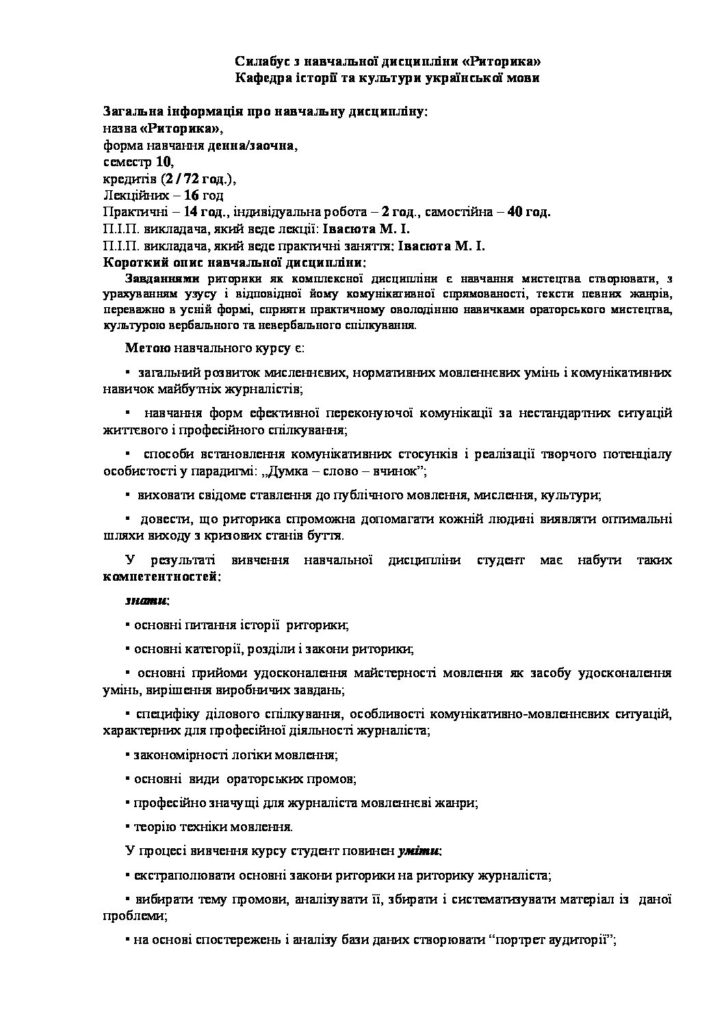 Силабус з навчальної дисципліни «Риторика»
Кафедра історії та культури української мови
Загальна інформація про навчальну дисципліну:
назва «Риторика»,
форма навчання денна/заочна,
семестр 10,
кредитів (2 / 72 год.),
Лекційних – 16 год
Практичні – 14 год., індивідуальна робота – 2 год., самостійна – 40 год.
П.І.П. викладача, який веде лекції: Івасюта М. І.
П.І.П. викладача, який веде практичні заняття: Івасюта М. І.
Короткий опис навчальної дисципліни:
Завданнями риторики як комплексної дисципліни є навчання мистецтва створювати, з
урахуванням узусу і відповідної йому комунікативної спрямованості, тексти певних жанрів,
переважно в усній формі, сприяти практичному оволодінню навичками ораторського мистецтва,
культурою вербального та невербального спілкування.
Метою навчального курсу є:
▪ загальний розвиток мисленнєвих, нормативних мовленнєвих умінь і комунікативних
навичок майбутніх журналістів;
▪ навчання форм ефективної переконуючої комунікації за нестандартних ситуацій
життєвого і професійного спілкування;
▪ способи встановлення комунікативних стосунків і реалізації творчого потенціалу
особистості у парадигмі: „Думка – слово – вчинок”;
▪ виховати свідоме ставлення до публічного мовлення, мислення, культури;
▪ довести, що риторика спроможна допомагати кожній людині виявляти оптимальні
шляхи виходу з кризових станів буття.
У результаті вивчення навчальної дисципліни студент має набути таких
компетентностей:
знати:
▪ основні питання історії риторики;
▪ основні категорії, розділи і закони риторики;
▪ основні прийоми удосконалення майстерності мовлення як засобу удосконалення
умінь, вирішення виробничих завдань;
▪ специфіку ділового спілкування, особливості комунікативно-мовленнєвих ситуацій,
характерних для професійної діяльності журналіста;
▪ закономірності логіки мовлення;
▪ основні види ораторських промов;
▪ професійно значущі для журналіста мовленнєві жанри;
▪ теорію техніки мовлення.
У процесі вивчення курсу студент повинен уміти:
▪ екстраполювати основні закони риторики на риторику журналіста;
▪ вибирати тему промови, аналізувати її, збирати і систематизувати матеріал із даної
проблеми;
▪ на основі спостережень і аналізу бази даних створювати “портрет аудиторії”;